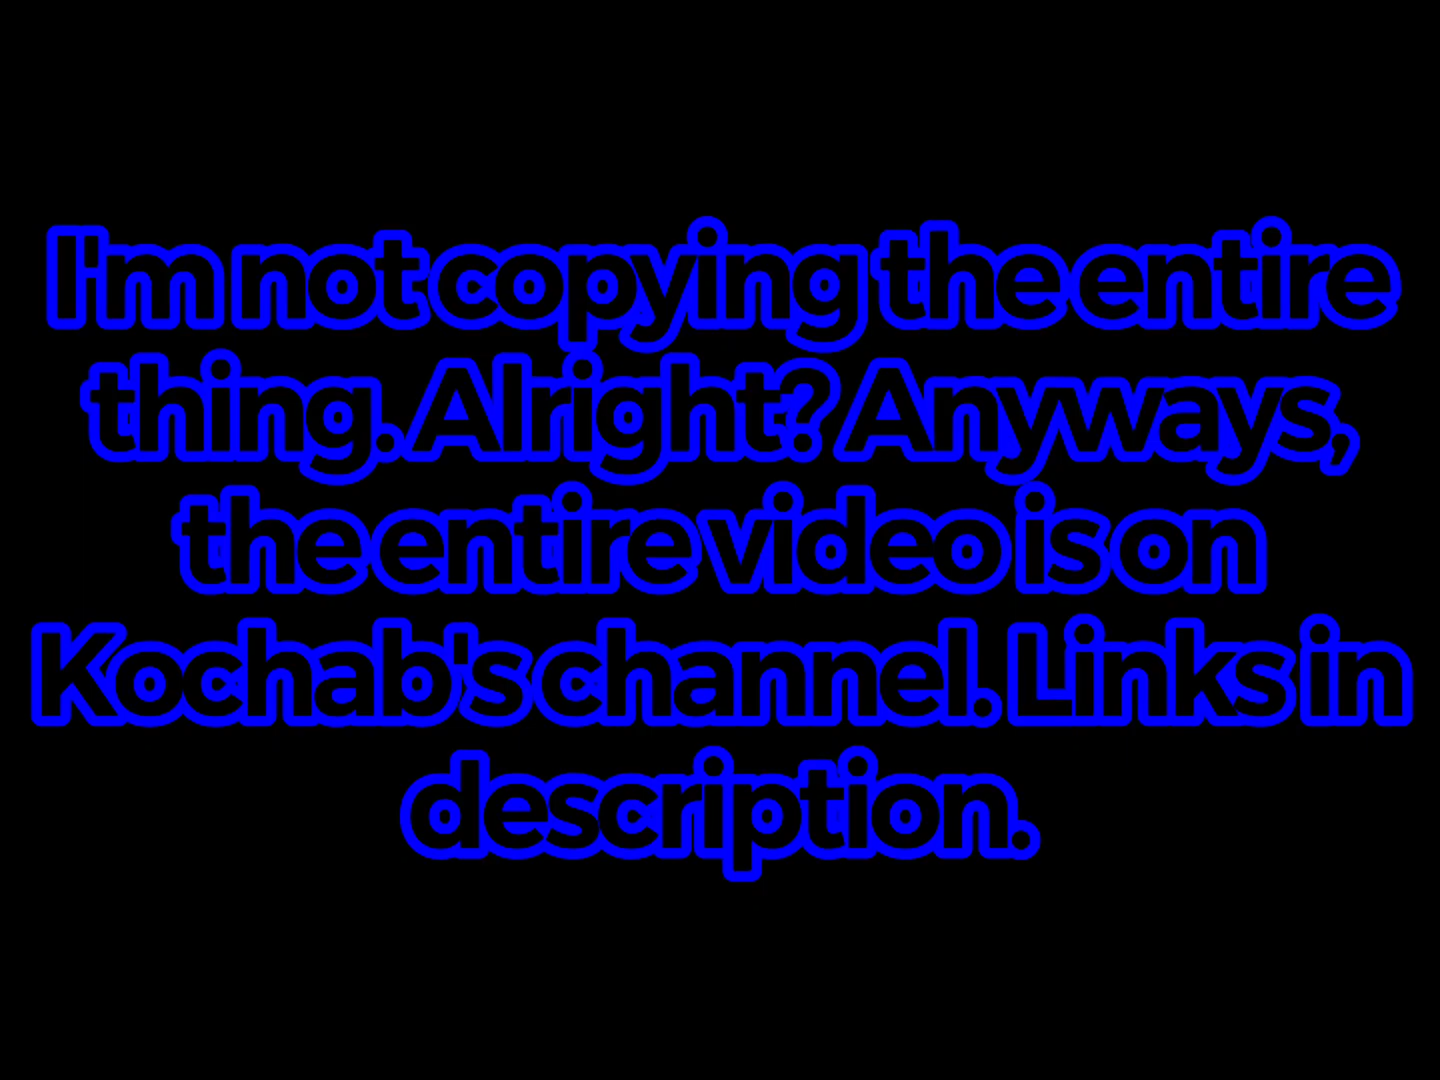 I'm not copying the entire
thing. Alright? Anyways,
the entire video is on
Kochab's channel. Links in
description.